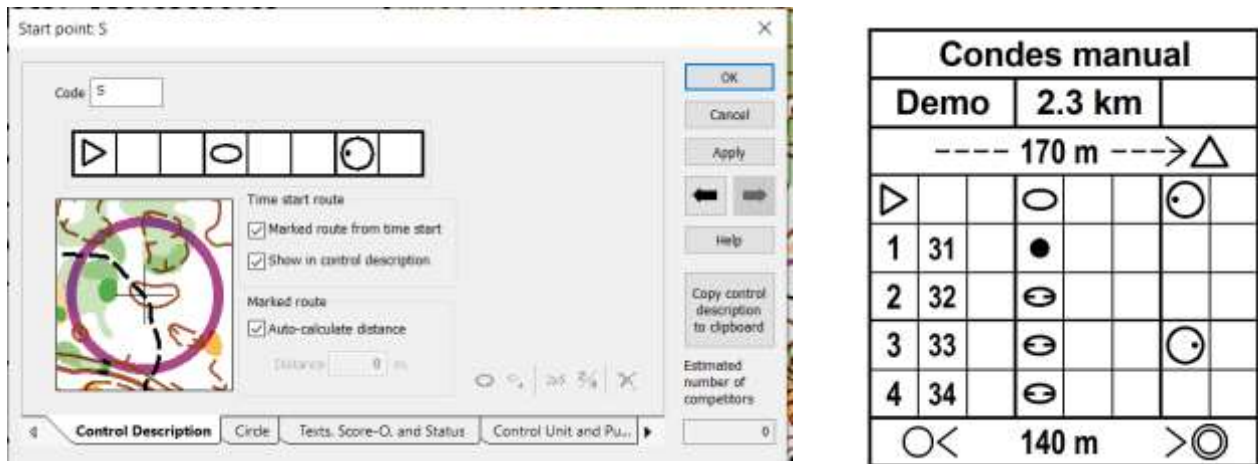 Start point: S
Code S
OK
Cancel
Apply
Help
Copy control
description
to clipboard
Estimated
number of
competitors
0
Time start route
Marked route from time start
Show in control description
Marked route
Auto-calculate distance
Distance 0 m
Control Description
Circle
Texts, Score-O, and Status
Control Unit and Pu...
Condes manual
Demo 2.3 km
170 m
1 31
2 32
3 33
4 34
140 m